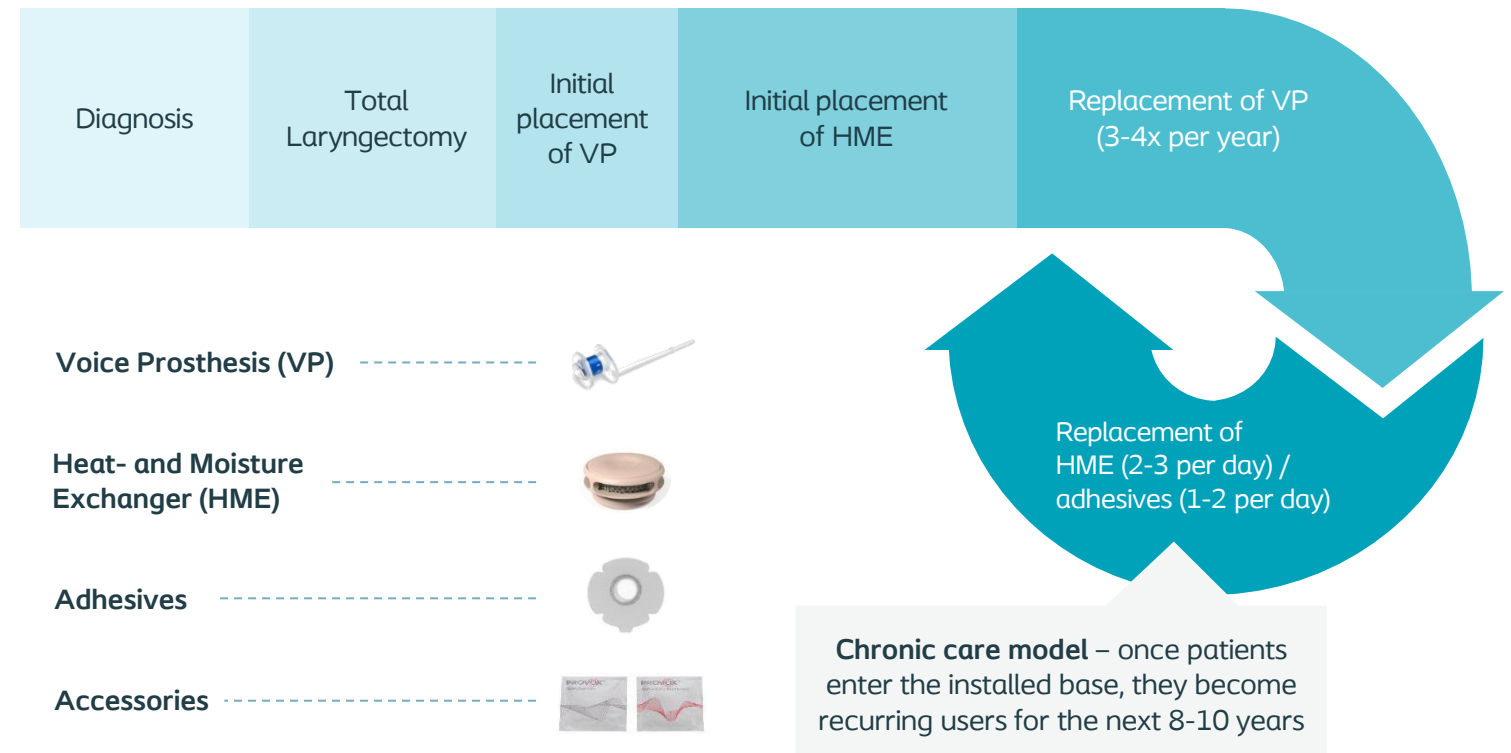 Diagnosis
Total
Laryngectomy
Initial
placement
of VP
Initial placement
of HME
Replacement of VP
(3-4x per year)
Voice Prosthesis (VP)
Heat- and Moisture
Exchanger (HME)
Adhesives
Accessories
PROVOX
PROVOX
Replacement of
HME (2-3 per day) /
adhesives (1-2 per day)
Chronic care model – once patients
enter the installed base, they become
recurring users for the next 8-10 years